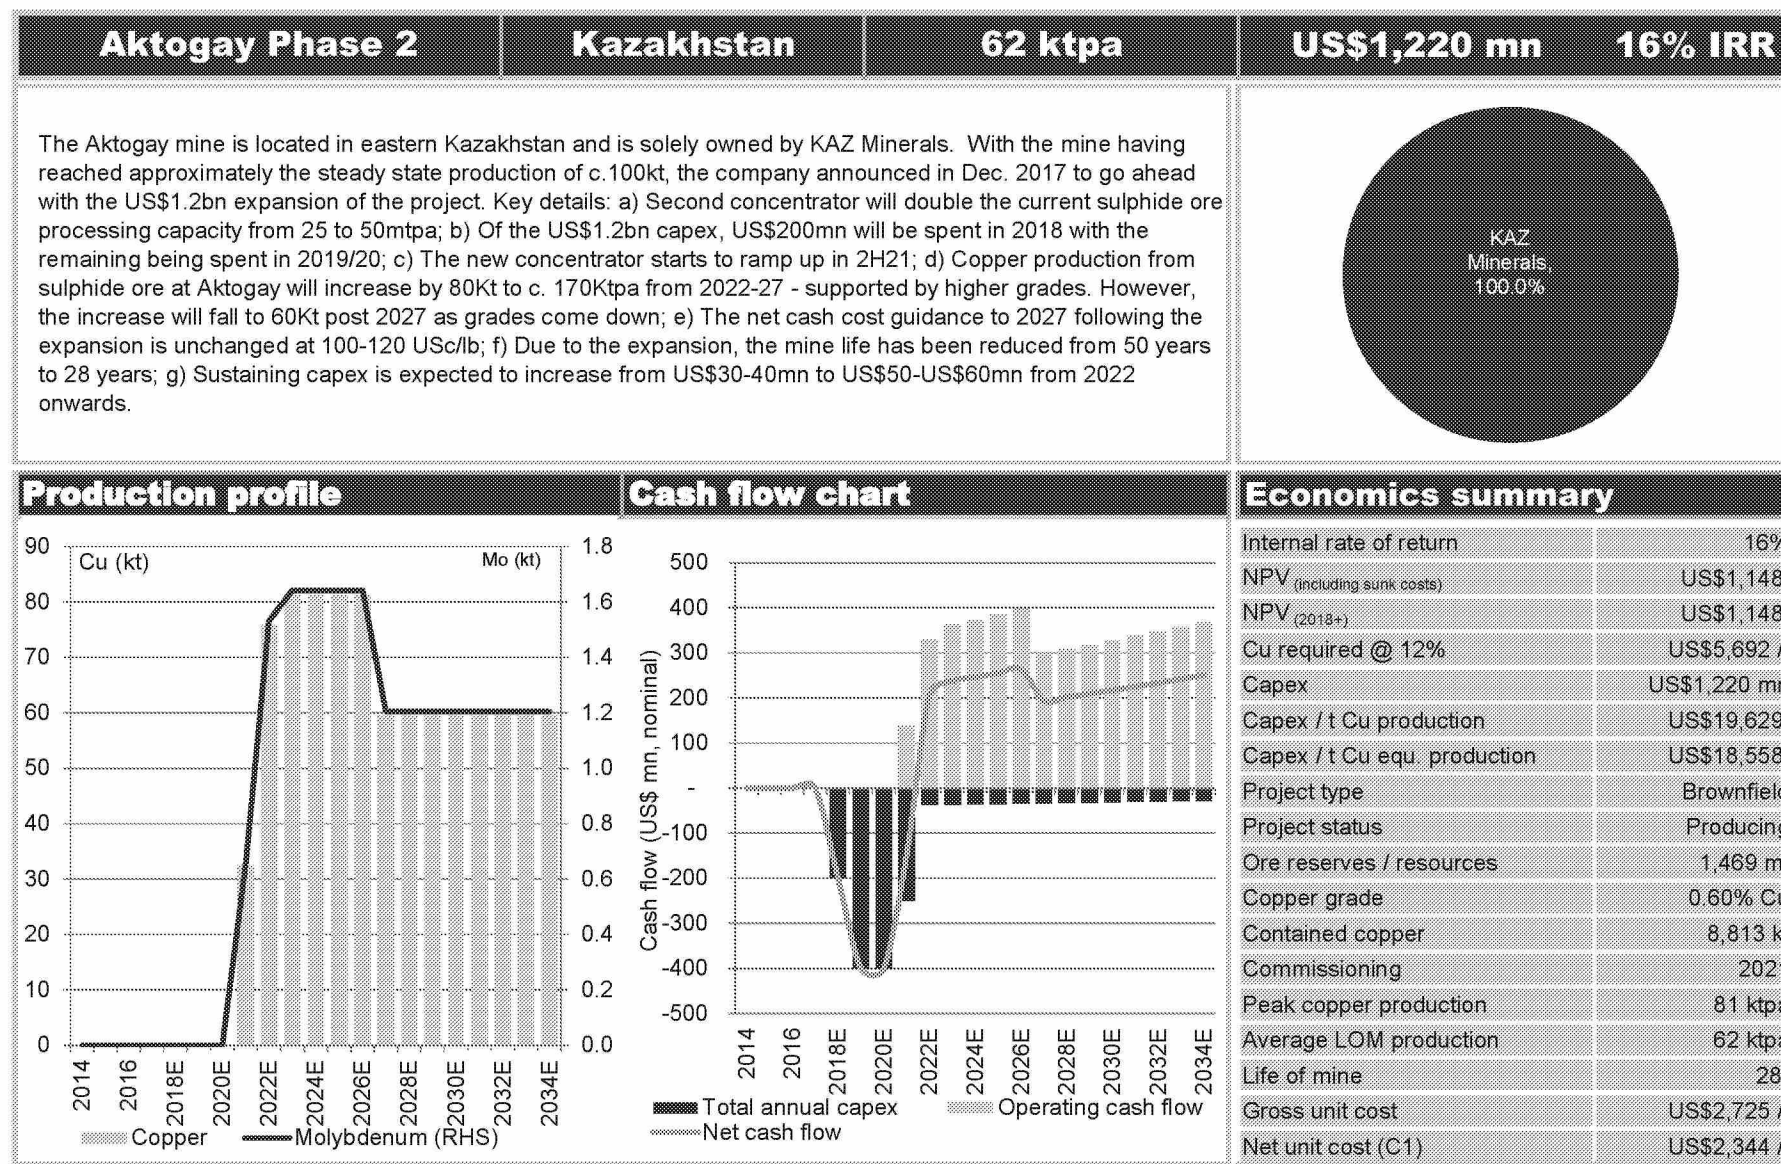 Aktogay Phase 2 Kazakhstan 62 ktpa US$1,220 mn 16% IRR
The Aktogay mine is located in eastern Kazakhstan and is solely owned by KAZ Minerals. With the mine having
reached approximately the steady state production of c.100kt, the company announced in Dec. 2017 to go ahead
with the US$1.2bn expansion of the project. Key details: a) Second concentrator will double the current sulphide ore
processing capacity from 25 to 50mtpa; b) Of the US$1.2bn capex, US$200mn will be spent in 2018 with the
remaining being spent in 2019/20; c) The new concentrator starts to ramp up in 2H21; d) Copper production from
sulphide ore at Aktogay will increase by 80Kt to c. 170Ktpa from 2022-27 - supported by higher grades. However,
the increase will fall to 60Kt post 2027 as grades come down; e) The net cash cost guidance to 2027 following the
expansion is unchanged at 100-120 USc/lb; f) Due to the expansion, the mine life has been reduced from 50 years
to 28 years; g) Sustaining capex is expected to increase from US$30-40mn to US$50-US$60mn from 2022
onwards.
KAZ
Minerals,
100.0%
Production profile
Cu (kt) Mo (kt)
90
80
70
60
50
40
30
20
10
0
1.8
1.6
1.4
1.2
1.0
0.8
0.6
0.4
0.2
0.0
2014
2016
2018E
2020E
2022E
2024E
2026E
2028E
2030E
2032E
2034E
Copper Molybdenum (RHS)
Cash flow chart
Cash flow (US$ mn, nominal)
500
400
300
200
100
-
-100
-200
-300
-400
-500
2014
2016
2018E
2020E
2022E
2024E
2026E
2028E
2030E
2032E
2034E
Total annual capex Operating cash flow
Net cash flow
Economics summary
Internal rate of return 16%
NPV (including sunk costs) US$1,148
NPV (2018+) US$1,148
Cu required @ 12% US$5,692 /
Capex US$1,220 mn
Capex / t Cu production US$19,629
Capex / t Cu equ. production US$18,558
Project type Brownfield
Project status Producing
Ore reserves / resources 1,469 m
Copper grade 0.60% Cu
Contained copper 8,813 k
Commissioning 2021
Peak copper production 81 ktpa
Average LOM production 62 ktpa
Life of mine 28
Gross unit cost US$2,725 /
Net unit cost (C1) US$2,344 /